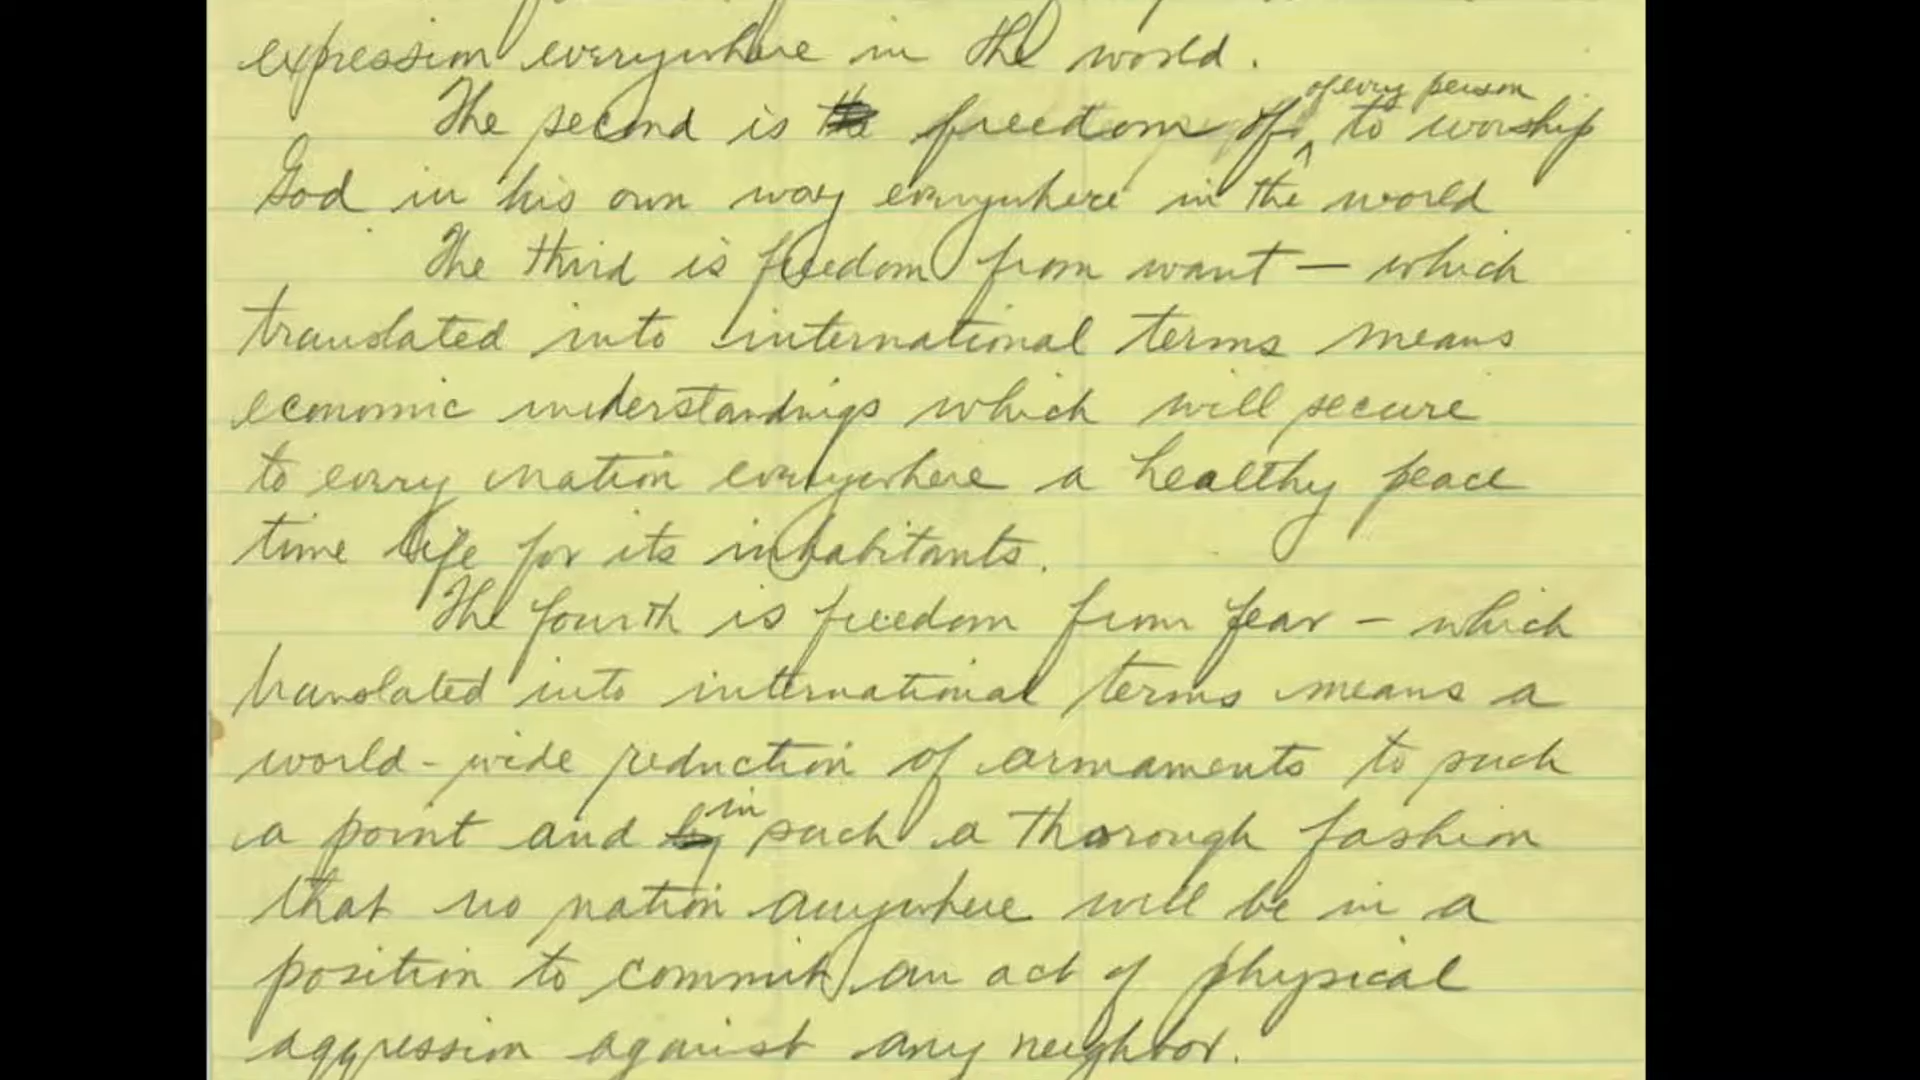 expression everywhere in the world.
The second is the freedom of of every person to worship
God in his own way everywhere in the world
The third is freedom from want — which
translated into international terms means
economic understandings which will secure
to every nation everywhere a healthy peace
time life for its inhabitants.
The fourth is freedom from fear — which
translated into international terms means a
world-wide reduction of armaments to such
a point and by in such a thorough fashion
that no nation anywhere will be in a
position to commit an act of physical
aggression against any neighbor.